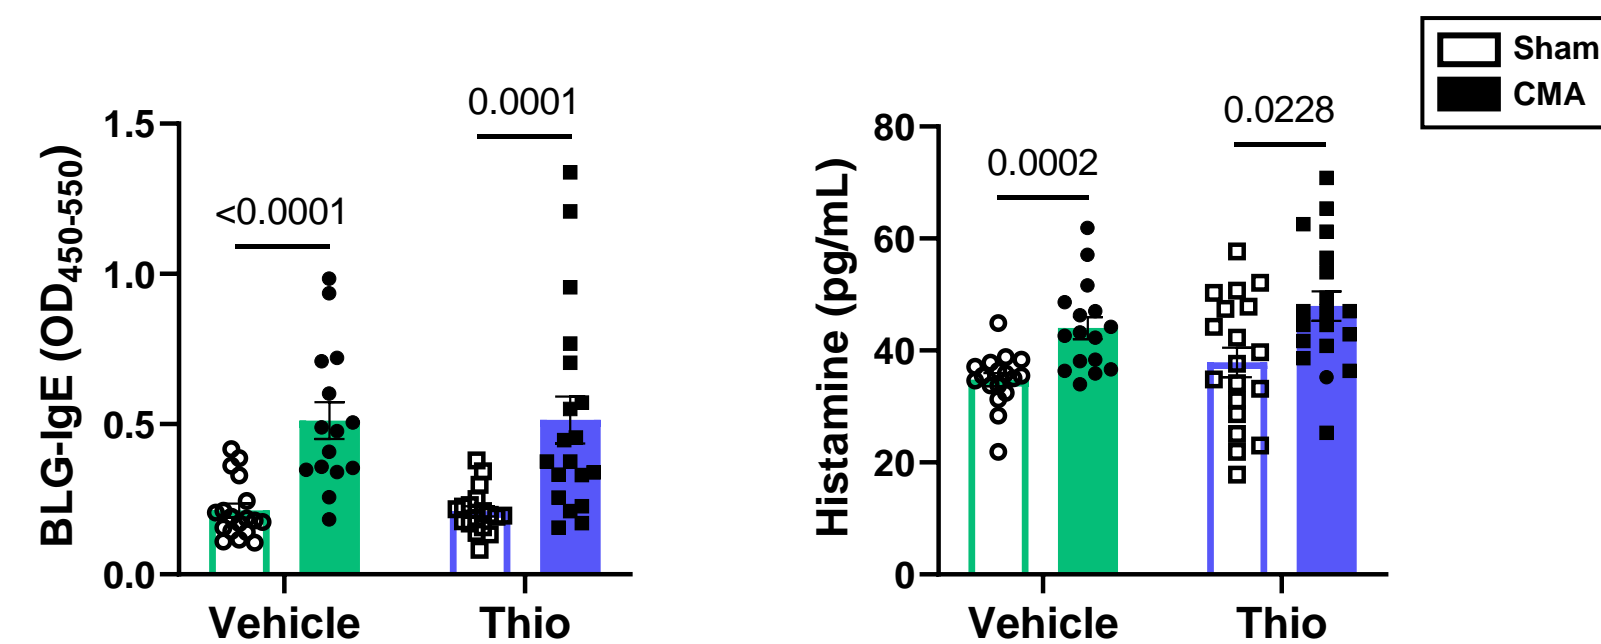 BLG-IgE (OD450-550)
1.5
1.0
0.5
0.0
<0.0001
0.0001
Vehicle
Thio
Histamine (pg/mL)
80
60
40
20
0
0.0002
0.0228
Vehicle
Thio
Sham
CMA